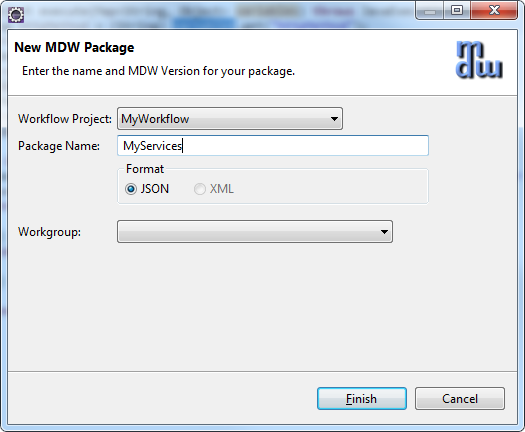 New MDW Package
Enter the name and MDW Version for your package.
mdw
Workflow Project: MyWorkflow
Package Name: MyServices
Format
JSON XML
Workgroup:
Finish Cancel